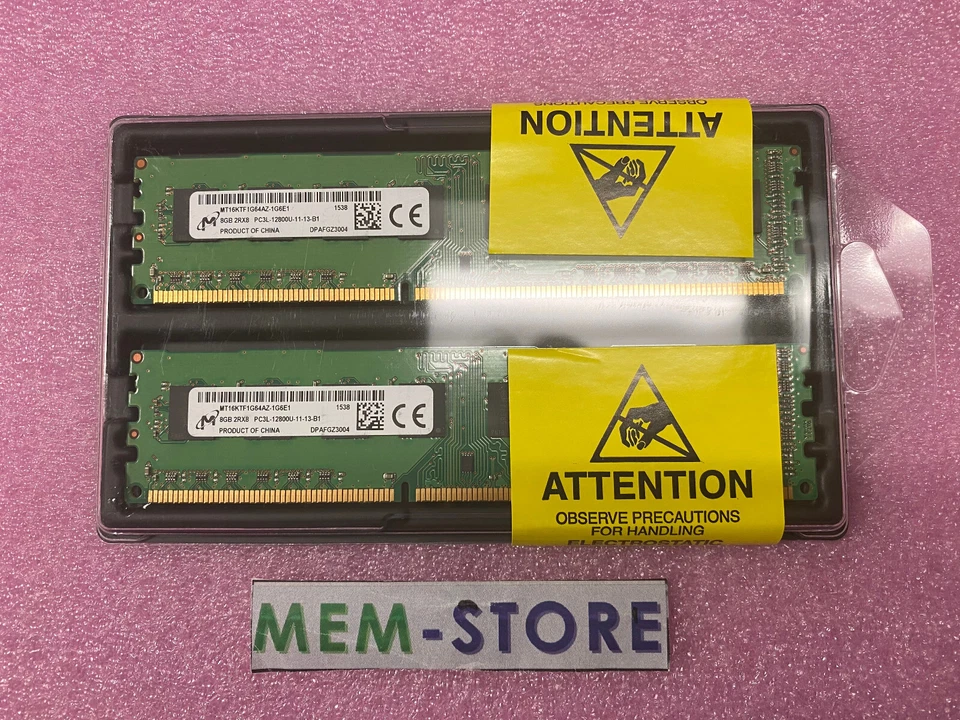 OBSERVE PRECAUTIONS
ATTENTION
MT16KTF1G64AZ-1G6E1 1538
8GB 2RX8 PC3L-12800U-11-13-B1
PRODUCT OF CHINA DPAFGZ3004
CE
MT16KTF1G64AZ-1G6E1 1538
8GB 2RX8 PC3L-12800U-11-13-B1
PRODUCT OF CHINA DPAFGZ3004
CE
ATTENTION
OBSERVE PRECAUTIONS
FOR HANDLING
ELECTROSTATIC
MEM-STORE